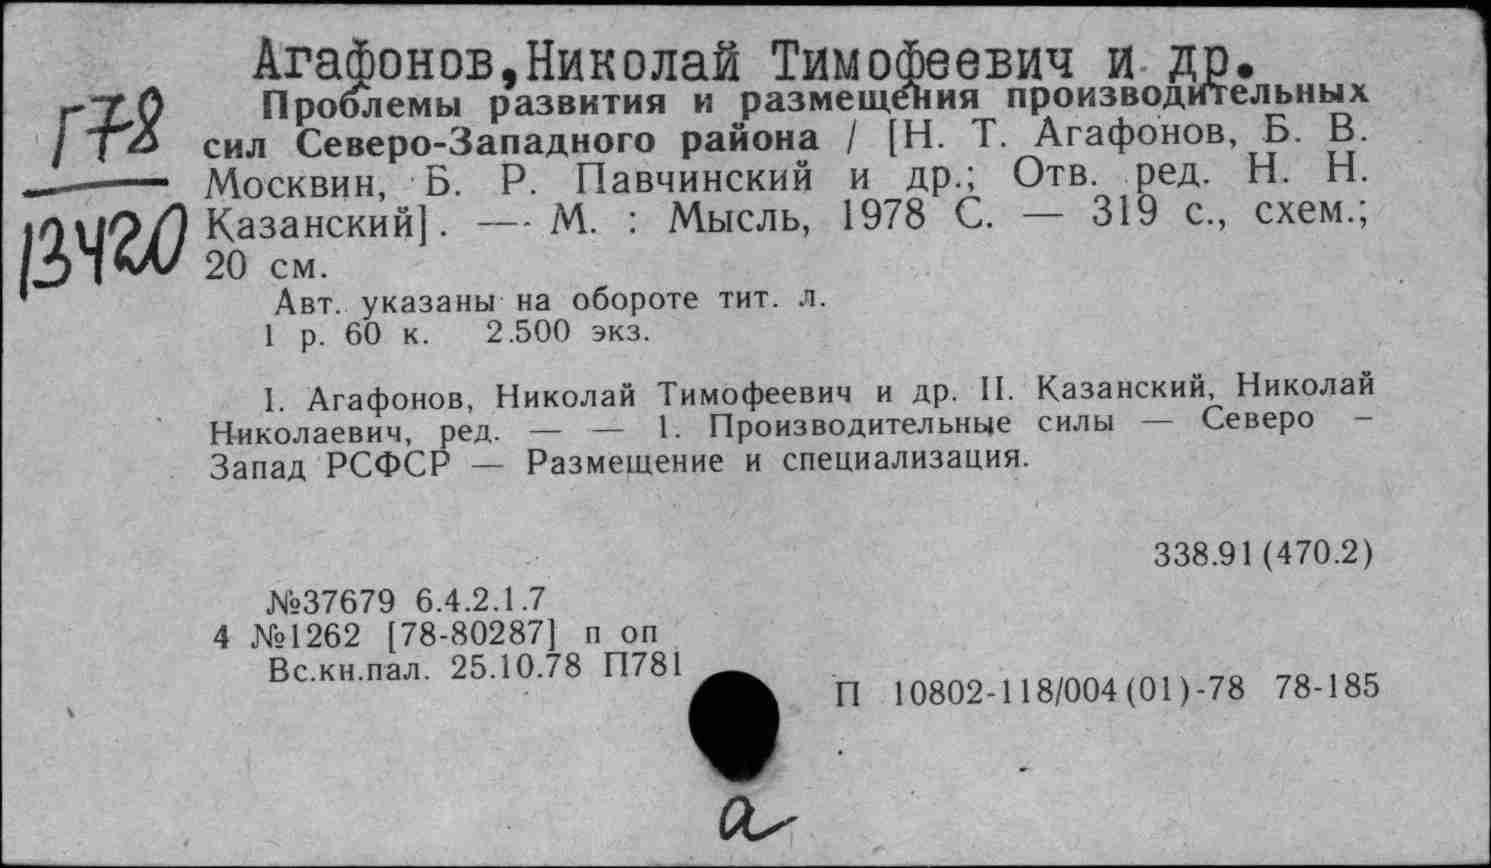 Агафонов, Николай Тимофеевич и др.
Проблемы развития и размещения производительных
сил Северо-Западного района / [Н. Т. Агафонов, Б. В.
Москвин, Б. Р. Павчинский и др.; Отв. ред. Н. Н.
Казанский]. — М. : Мысль, 1978 С. — 319 с., схем.;
20 см.
Г78
13420
Авт. указаны на обороте тит. л.
1 р. 60 к. 2.500 экз.
I. Агафонов, Николай Тимофеевич и др. II. Казанский, Николай
Николаевич, ред. — — 1. Производительные силы — Северо -
Запад РСФСР — Размещение и специализация.
338.91(470.2)
№37679 6.4.2.1.7
4 №1262 [78-80287] п оп
Вс.кн.пал. 25.10.78 П781
П 10802-118/004(01)-78 78-185
а